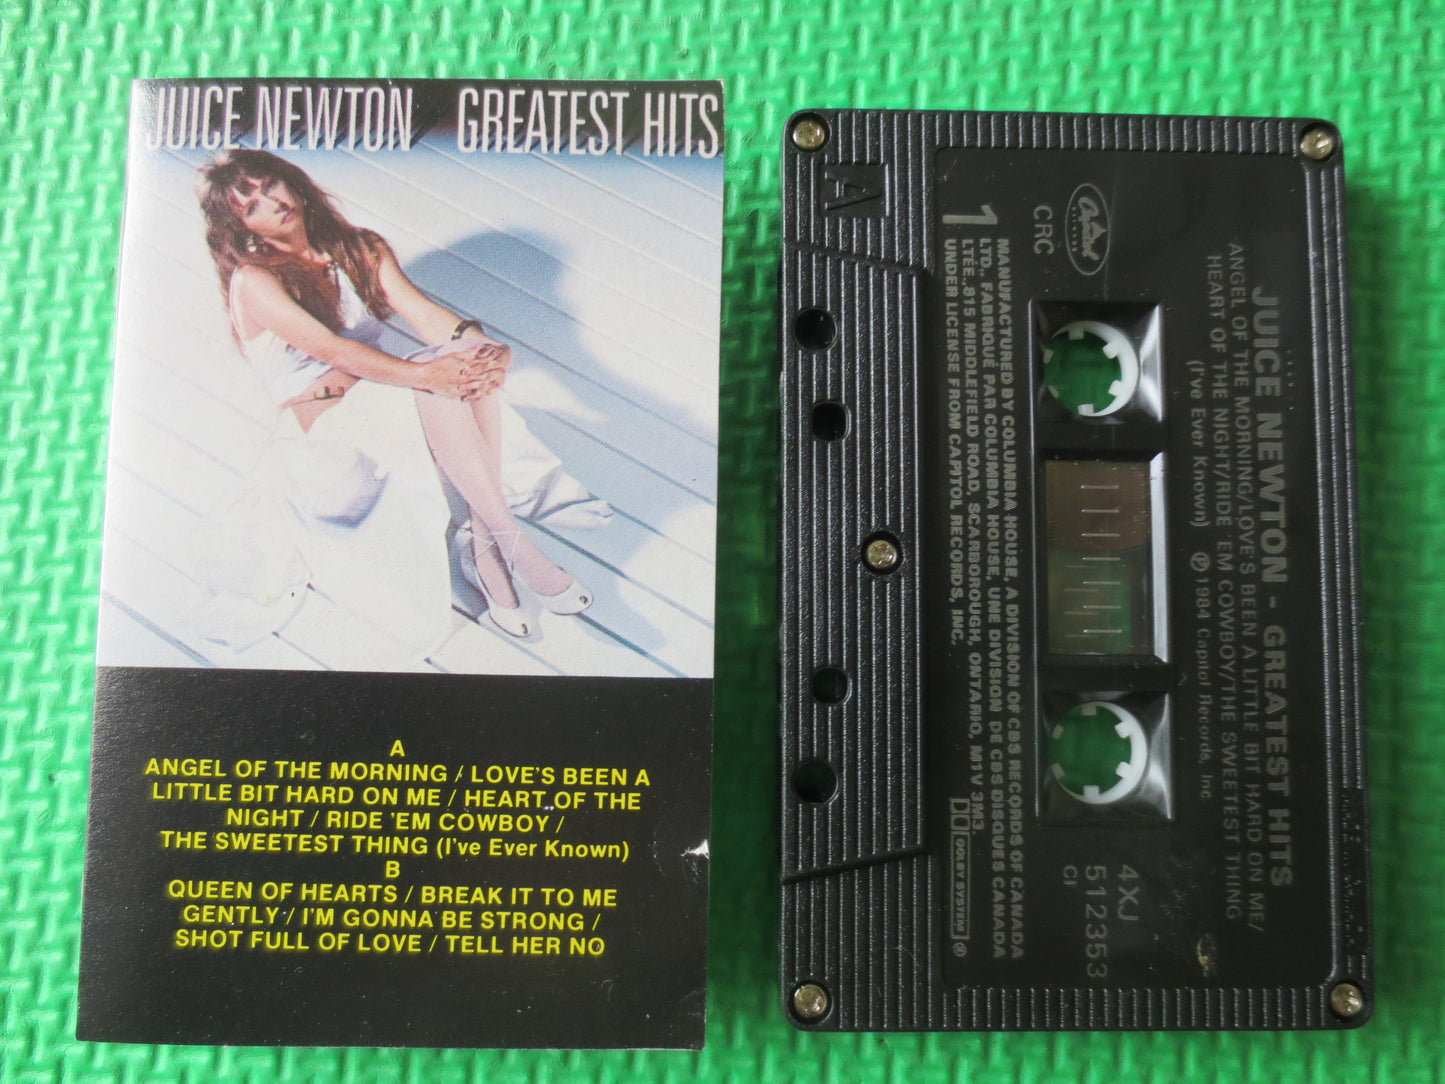 JUICE NEWTON GREATEST HITS
A
ANGEL OF THE MORNING / LOVE'S BEEN A
LITTLE BIT HARD ON ME / HEART OF THE
NIGHT / RIDE 'EM COWBOY /
THE SWEETEST THING (I've Ever Known)
B
QUEEN OF HEARTS / BREAK IT TO ME
GENTLY / I'M GONNA BE STRONG /
SHOT FULL OF LOVE / TELL HER NO
JUICE NEWTON - GREATEST HITS
ANGEL OF THE MORNING/LOVE'S BEEN A LITTLE BIT HARD ON ME/
HEART OF THE NIGHT/RIDE 'EM COWBOY/THE SWEETEST THING
(I've Ever Known) ℗ 1984 Capitol Records, Inc.
Capitol
CRC
4XJ
512353
CI
A
1
MANUFACTURED BY COLUMBIA HOUSE, A DIVISION OF CBS RECORDS OF CANADA
LTD., FABRIQUÉ PAR COLUMBIA HOUSE, UNE DIVISION DE CBS DISQUES CANADA
LTÉE.,815 MIDDLEFIELD ROAD, SCARBOROUGH, ONTARIO, M1V 3M3.
UNDER LICENSE FROM CAPITOL RECORDS, INC.
DOLBY SYSTEM ®